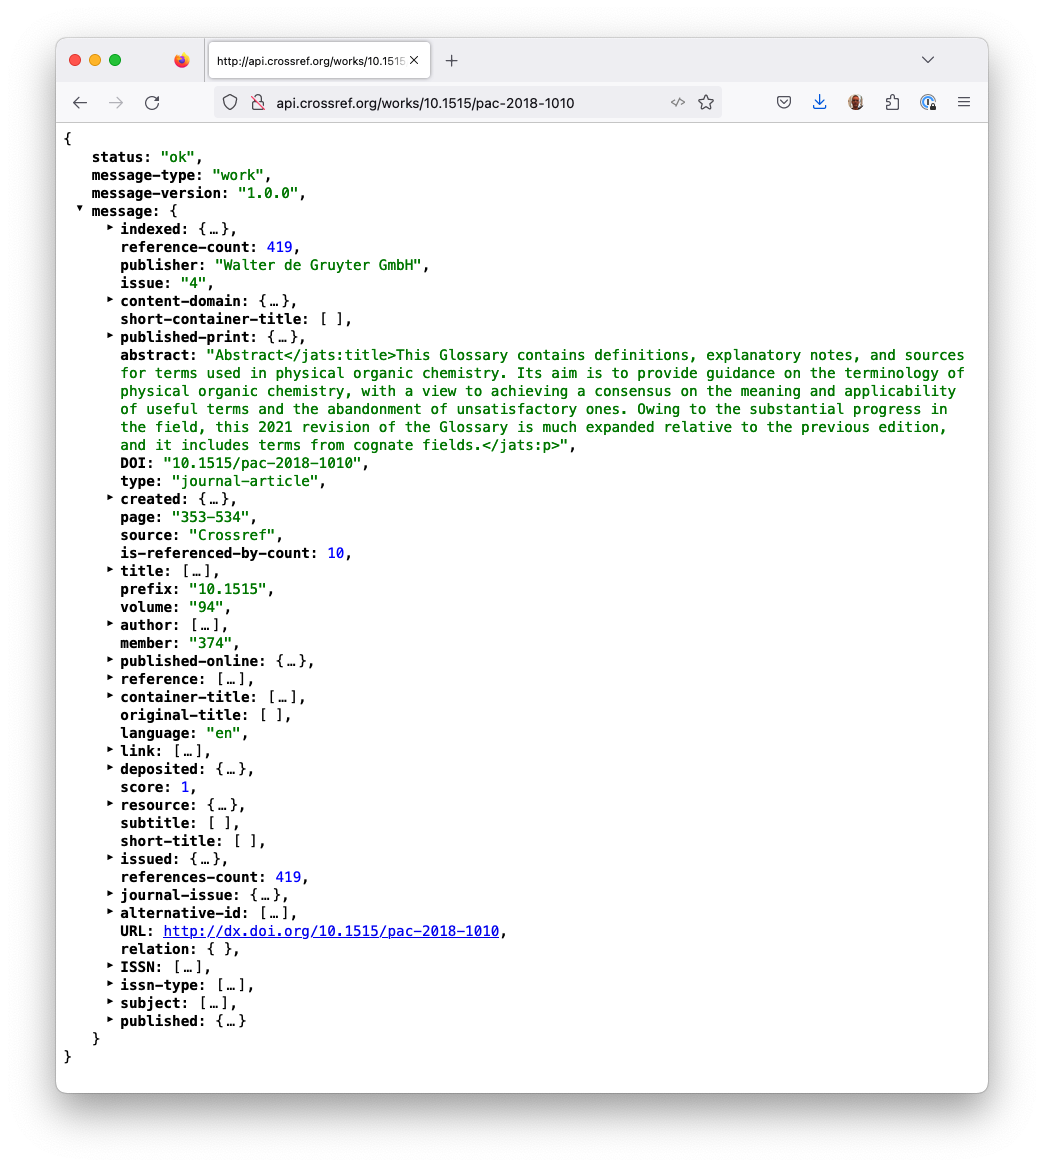 http://api.crossref.org/works/10.1515
api.crossref.org/works/10.1515/pac-2018-1010
{
status: "ok",
message-type: "work",
message-version: "1.0.0",
message: {
indexed: {…},
reference-count: 419,
publisher: "Walter de Gruyter GmbH",
issue: "4",
content-domain: {…},
short-container-title: [ ],
published-print: {…},
abstract: "Abstract</jats:title>This Glossary contains definitions, explanatory notes, and sources
for terms used in physical organic chemistry. Its aim is to provide guidance on the terminology of
physical organic chemistry, with a view to achieving a consensus on the meaning and applicability
of useful terms and the abandonment of unsatisfactory ones. Owing to the substantial progress in
the field, this 2021 revision of the Glossary is much expanded relative to the previous edition,
and it includes terms from cognate fields.</jats:p>",
DOI: "10.1515/pac-2018-1010",
type: "journal-article",
created: {…},
page: "353-534",
source: "Crossref",
is-referenced-by-count: 10,
title: […],
prefix: "10.1515",
volume: "94",
author: […],
member: "374",
published-online: {…},
reference: […],
container-title: […],
original-title: [ ],
language: "en",
link: […],
deposited: {…},
score: 1,
resource: {…},
subtitle: [ ],
short-title: [ ],
issued: {…},
references-count: 419,
journal-issue: {…},
alternative-id: […],
URL: http://dx.doi.org/10.1515/pac-2018-1010,
relation: { },
ISSN: […],
issn-type: […],
subject: […],
published: {…}
}
}